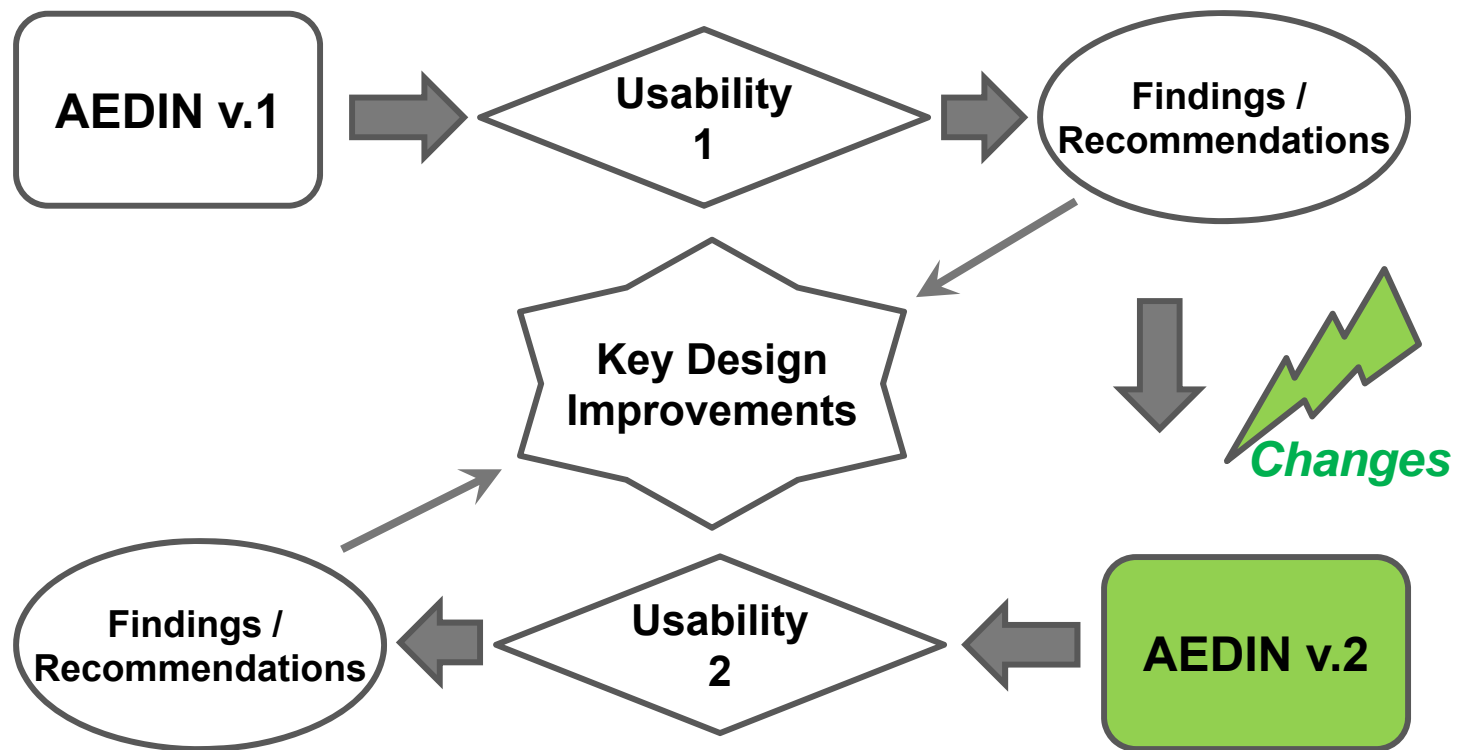 AEDIN v.1
Usability
1
Findings /
Recommendations
Key Design
Improvements
Changes
AEDIN v.2
Usability
2
Findings /
Recommendations